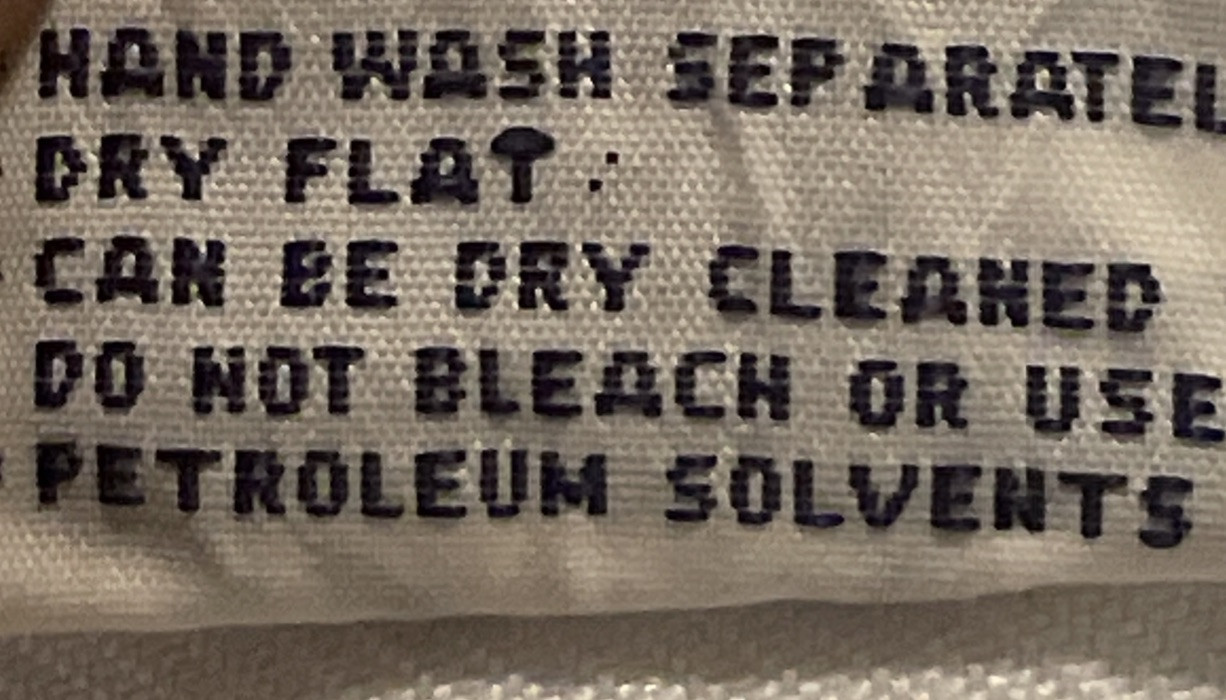 HAND WASH SEPARATEL
DRY FLAT :
CAN BE DRY CLEANED
DO NOT BLEACH OR USE
PETROLEUM SOLVENTS